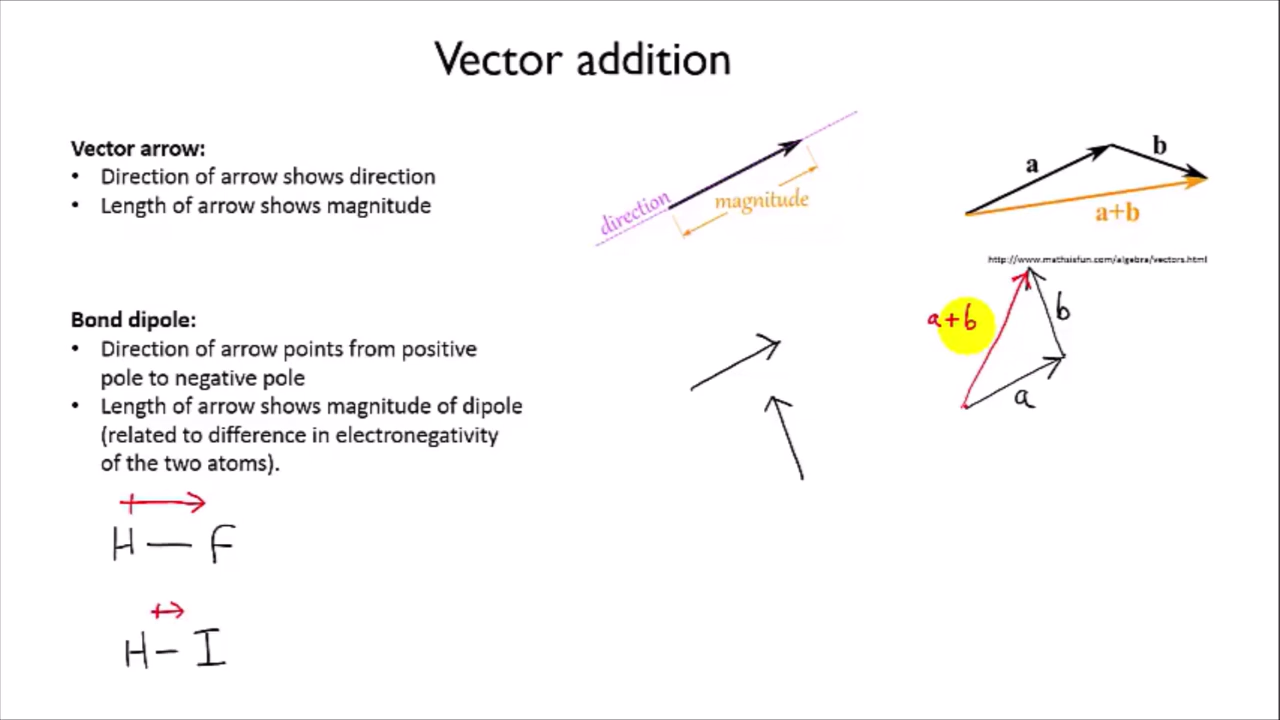 Vector addition
Vector arrow:
• Direction of arrow shows direction
• Length of arrow shows magnitude
direction
magnitude
a
b
a+b
http://www.mathsisfun.com/algebra/vectors.html
Bond dipole:
• Direction of arrow points from positive
pole to negative pole
• Length of arrow shows magnitude of dipole
(related to difference in electronegativity
of the two atoms).
a+b
b
a
H — F
H – I